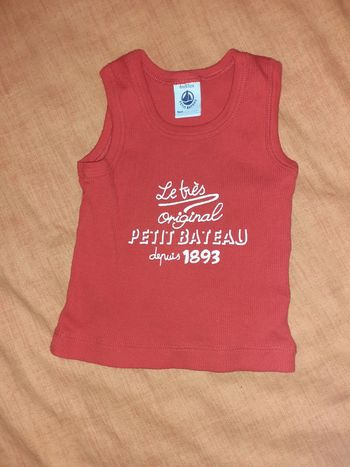 Le très
original
PETIT BATEAU
depuis 1893